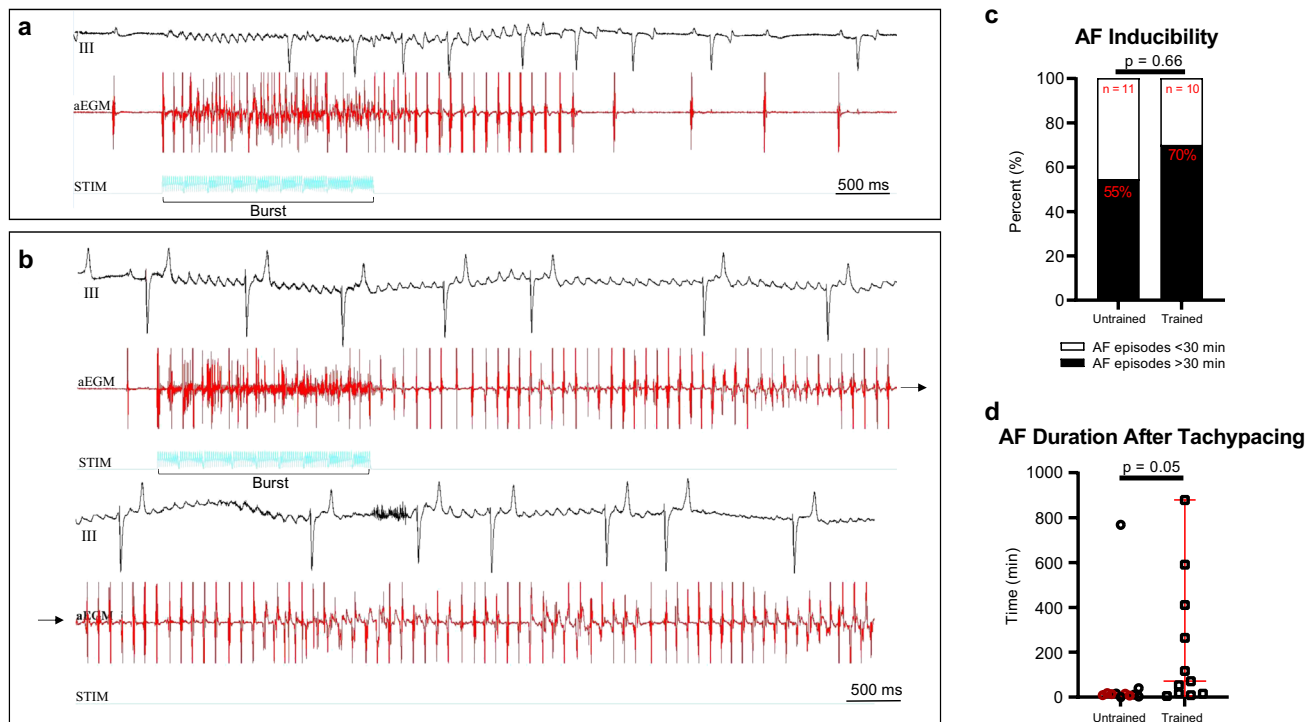 a
III
aEGM
STIM
Burst
500 ms
b
III
aEGM
STIM
Burst
III
aEGM
STIM
500 ms
c
AF Inducibility
p = 0.66
100
80
60
40
20
0
Percent (%)
n = 11
n = 10
55%
70%
Untrained
Trained
AF episodes <30 min
AF episodes >30 min
d
AF Duration After Tachypacing
p = 0.05
1000
800
600
400
200
0
Time (min)
Untrained
Trained